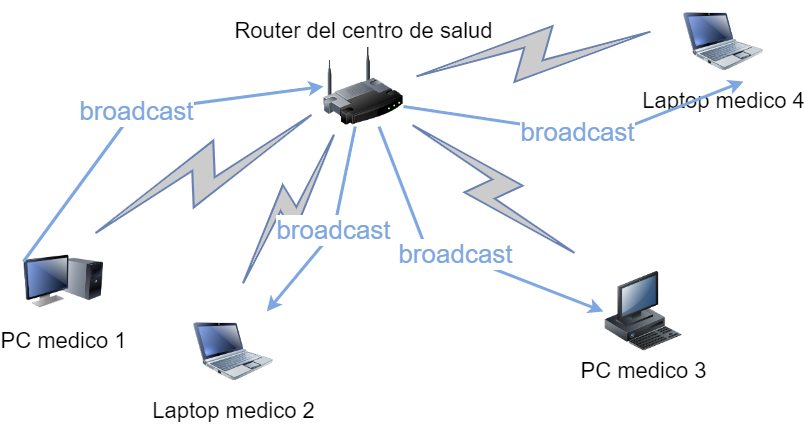 Router del centro de salud
Laptop medico 4
broadcast
broadcast
broadcast
broadcast
PC medico 1
PC medico 3
Laptop medico 2